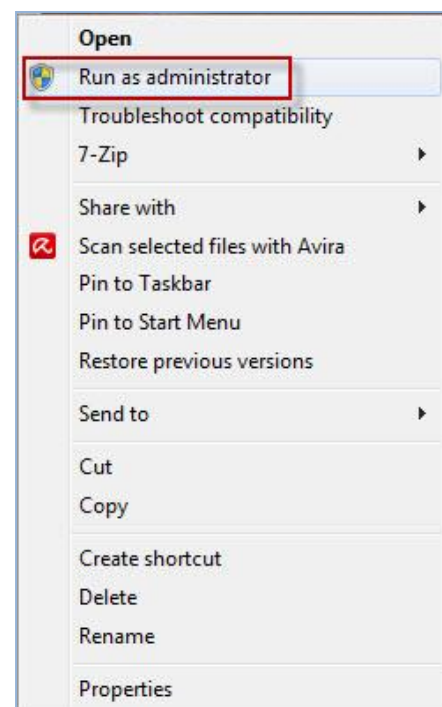 Open
Run as administrator
Troubleshoot compatibility
7-Zip
Share with
Scan selected files with Avira
Pin to Taskbar
Pin to Start Menu
Restore previous versions
Send to
Cut
Copy
Create shortcut
Delete
Rename
Properties